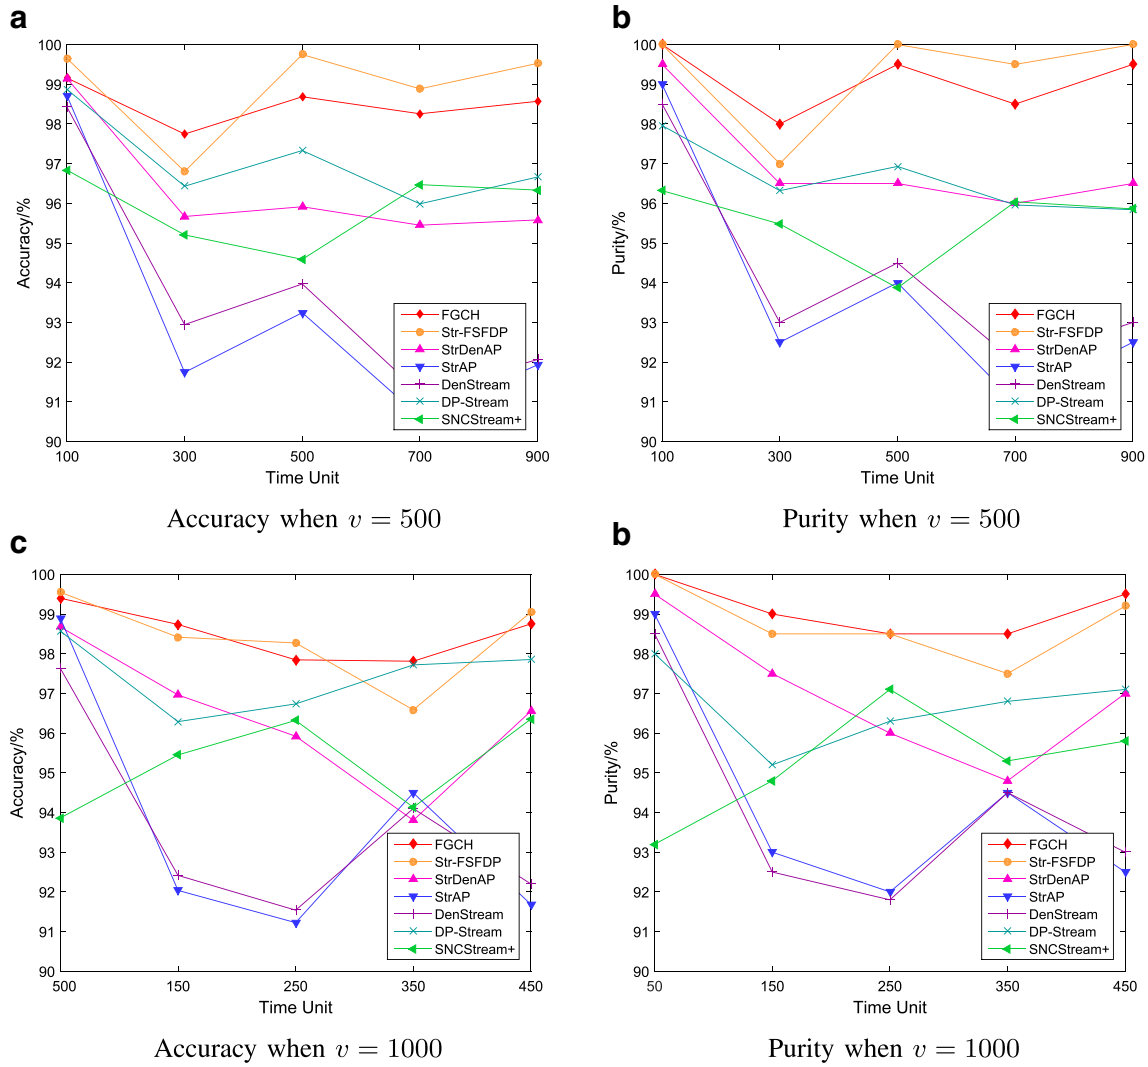 a
100
99
98
97
96
95
94
93
92
91
90
Accuracy/%
100
300
500
700
900
Time Unit
FGCH
Str-FSFDP
StrDenAP
StrAP
DenStream
DP-Stream
SNCStream+
Accuracy when v = 500
b
100
99
98
97
96
95
94
93
92
91
90
Purity/%
100
300
500
700
900
Time Unit
FGCH
Str-FSFDP
StrDenAP
StrAP
DenStream
DP-Stream
SNCStream+
Purity when v = 500
c
100
99
98
97
96
95
94
93
92
91
90
Accuracy/%
500
150
250
350
450
Time Unit
FGCH
Str-FSFDP
StrDenAP
StrAP
DenStream
DP-Stream
SNCStream+
Accuracy when v = 1000
b
100
99
98
97
96
95
94
93
92
91
90
Purity/%
50
150
250
350
450
Time Unit
FGCH
Str-FSFDP
StrDenAP
StrAP
DenStream
DP-Stream
SNCStream+
Purity when v = 1000